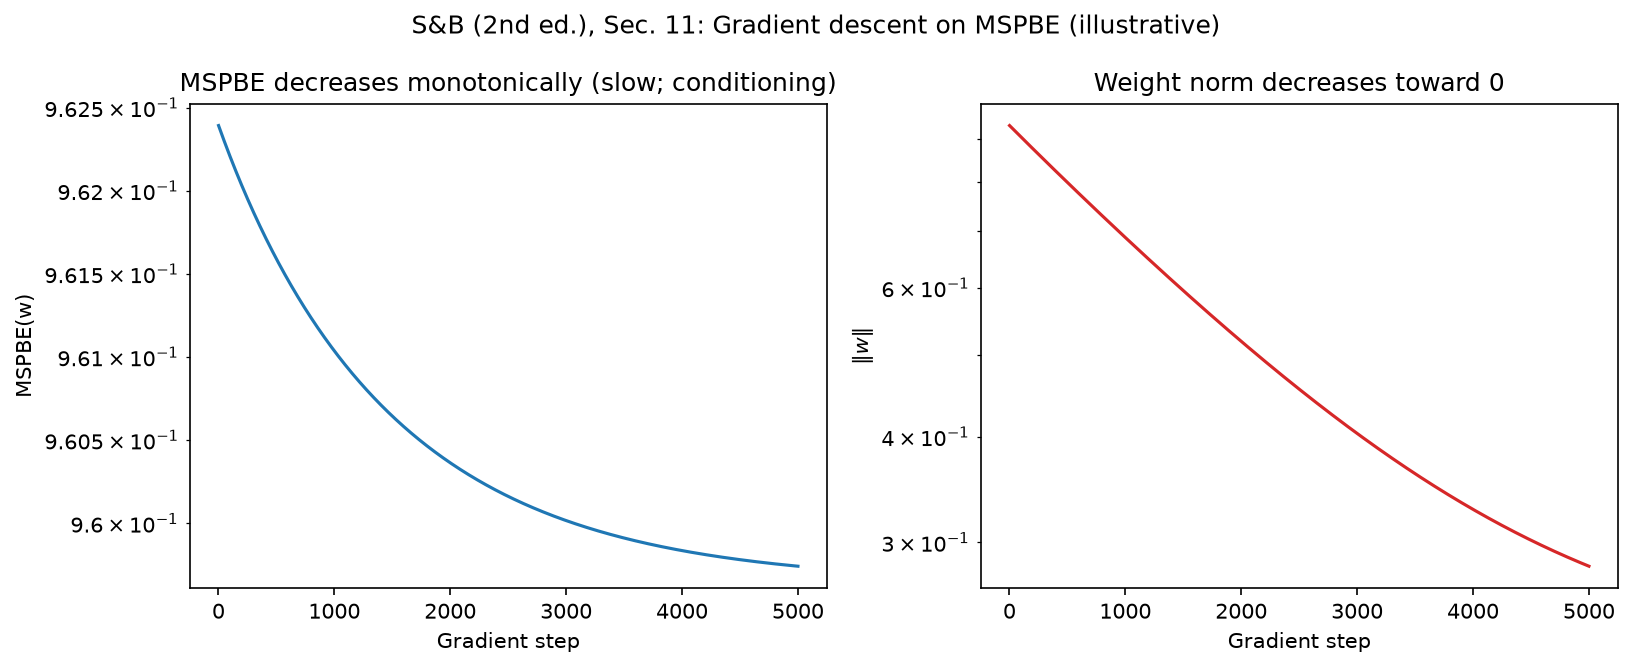 S&B (2nd ed.), Sec. 11: Gradient descent on MSPBE (illustrative)
MSPBE decreases monotonically (slow; conditioning)
9.625 × 10⁻¹
9.62 × 10⁻¹
9.615 × 10⁻¹
9.61 × 10⁻¹
9.605 × 10⁻¹
9.6 × 10⁻¹
MSPBE(w)
0 1000 2000 3000 4000 5000
Gradient step
Weight norm decreases toward 0
6 × 10⁻¹
4 × 10⁻¹
3 × 10⁻¹
‖w‖
0 1000 2000 3000 4000 5000
Gradient step